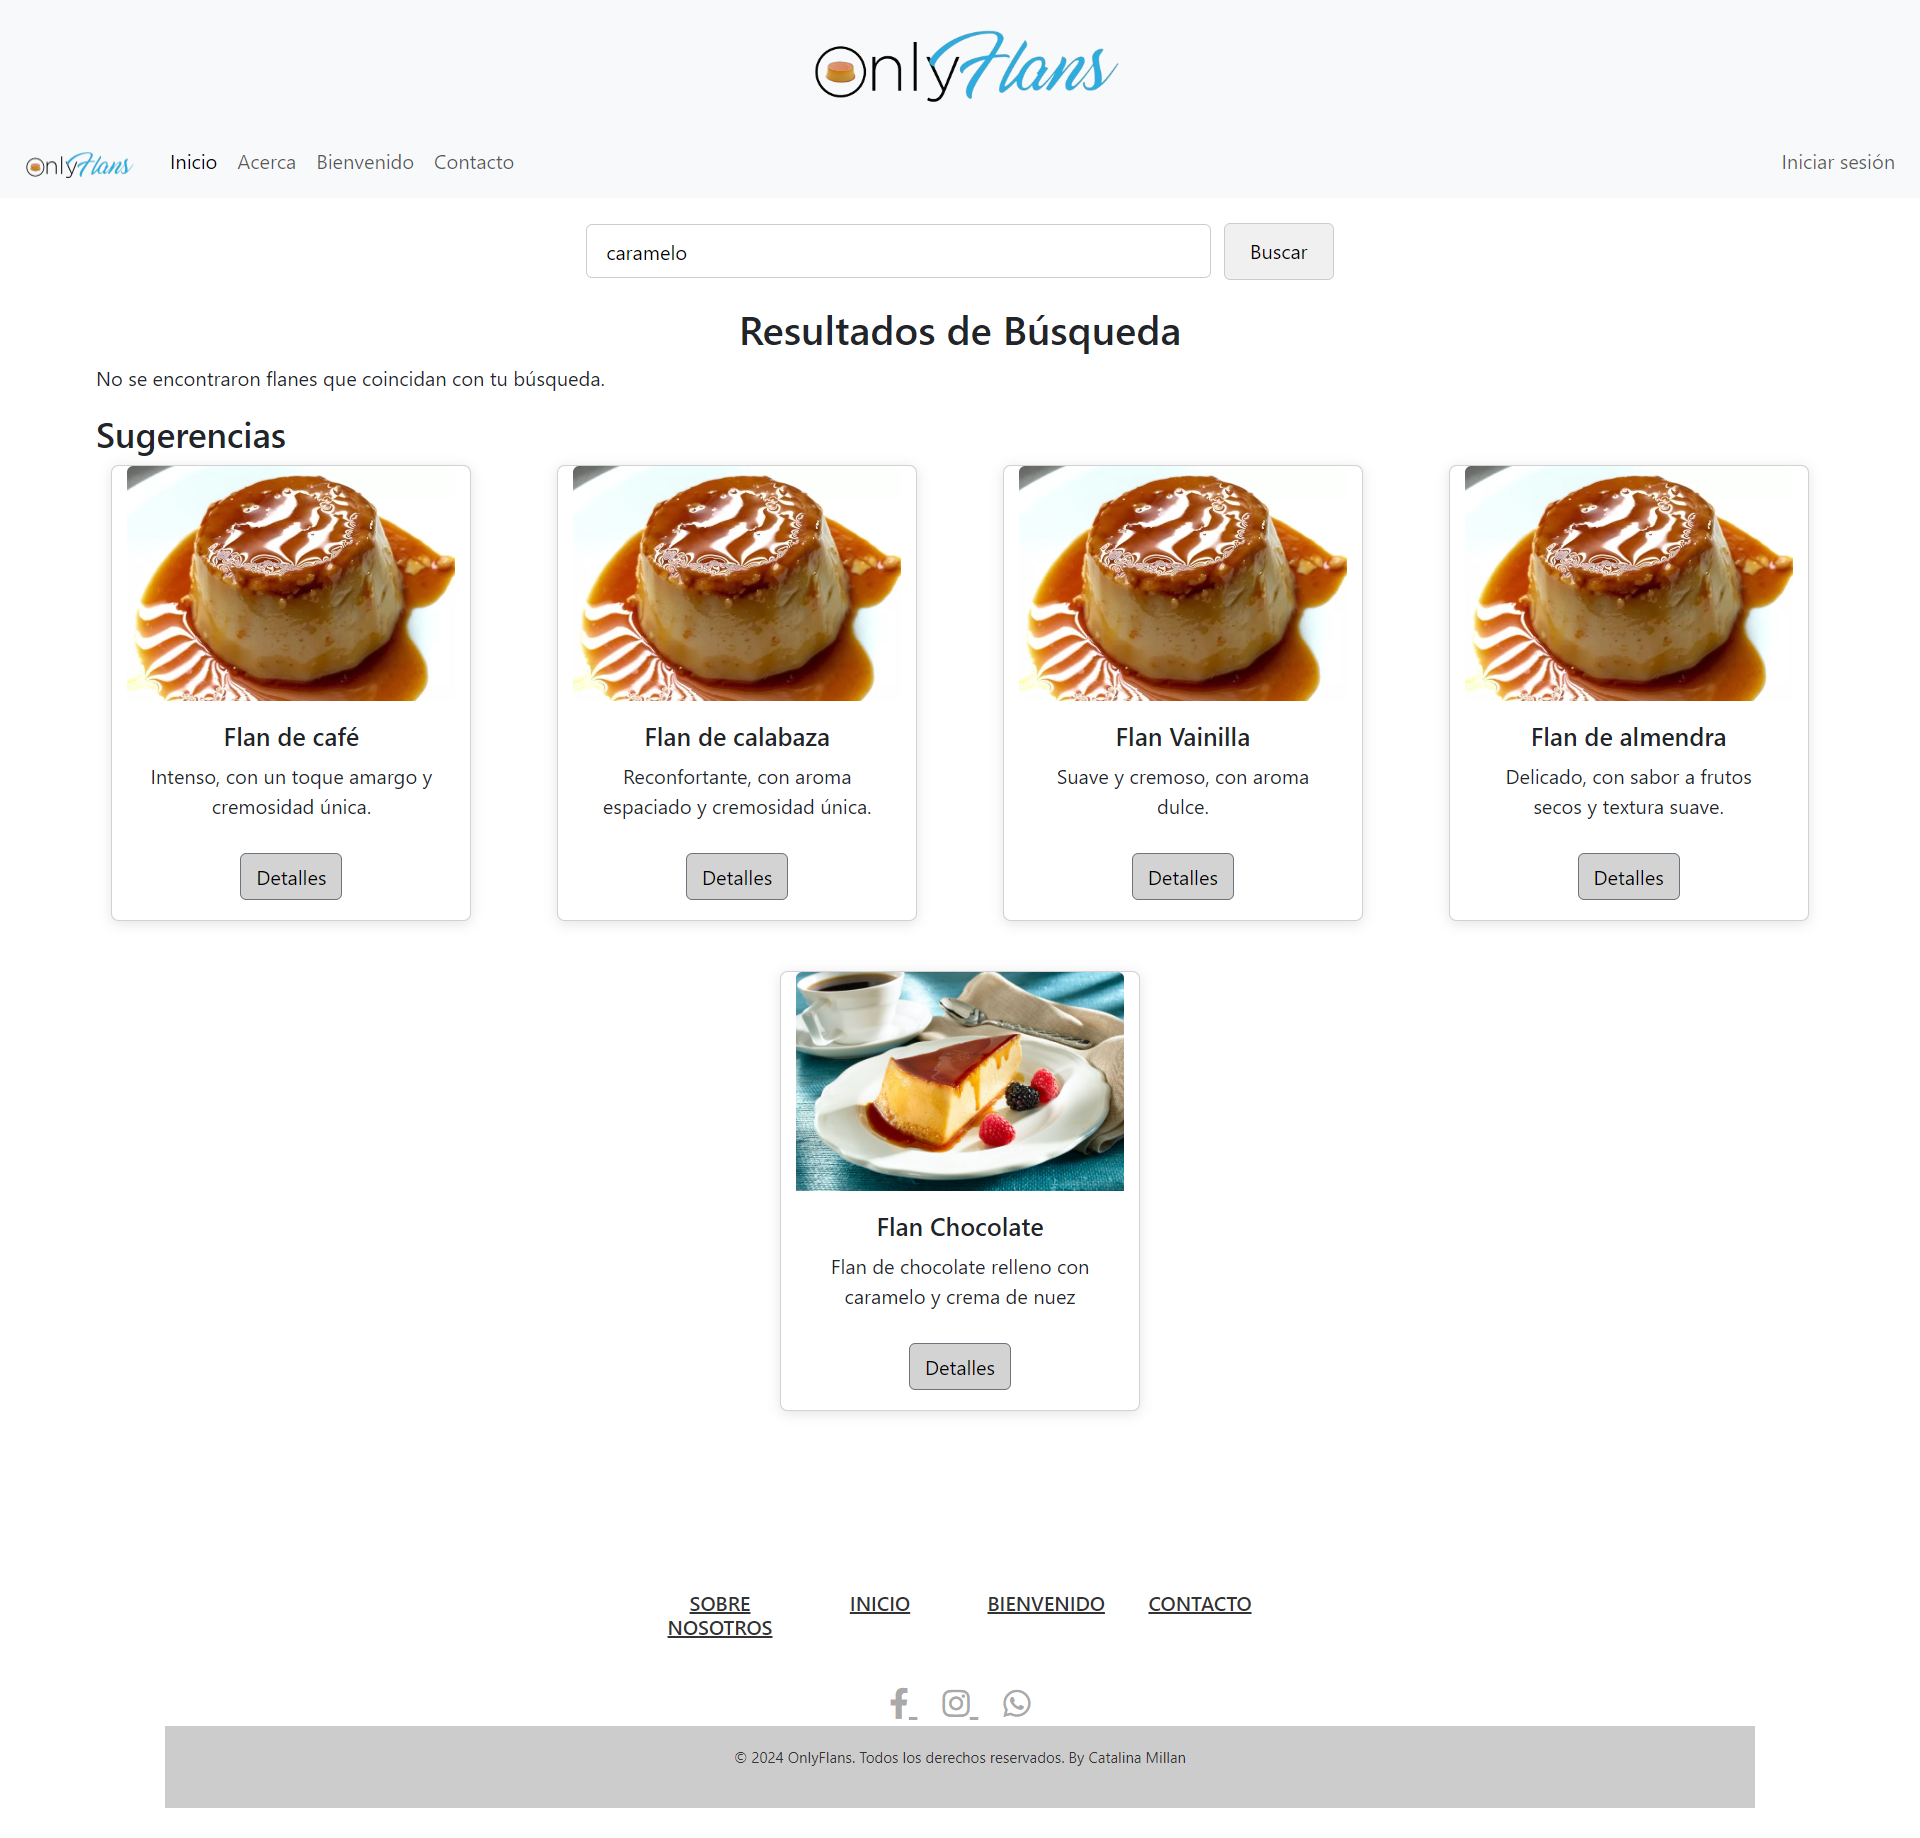 OnlyFlans
OnlyFlans Inicio Acerca Bienvenido Contacto Iniciar sesión
caramelo Buscar
Resultados de Búsqueda
No se encontraron flanes que coincidan con tu búsqueda.
Sugerencias
Flan de café
Intenso, con un toque amargo y
cremosidad única.
Detalles
Flan de calabaza
Reconfortante, con aroma
espaciado y cremosidad única.
Detalles
Flan Vainilla
Suave y cremoso, con aroma
dulce.
Detalles
Flan de almendra
Delicado, con sabor a frutos
secos y textura suave.
Detalles
Flan Chocolate
Flan de chocolate relleno con
caramelo y crema de nuez
Detalles
SOBRE
NOSOTROS
INICIO
BIENVENIDO
CONTACTO
© 2024 OnlyFlans. Todos los derechos reservados. By Catalina Millan